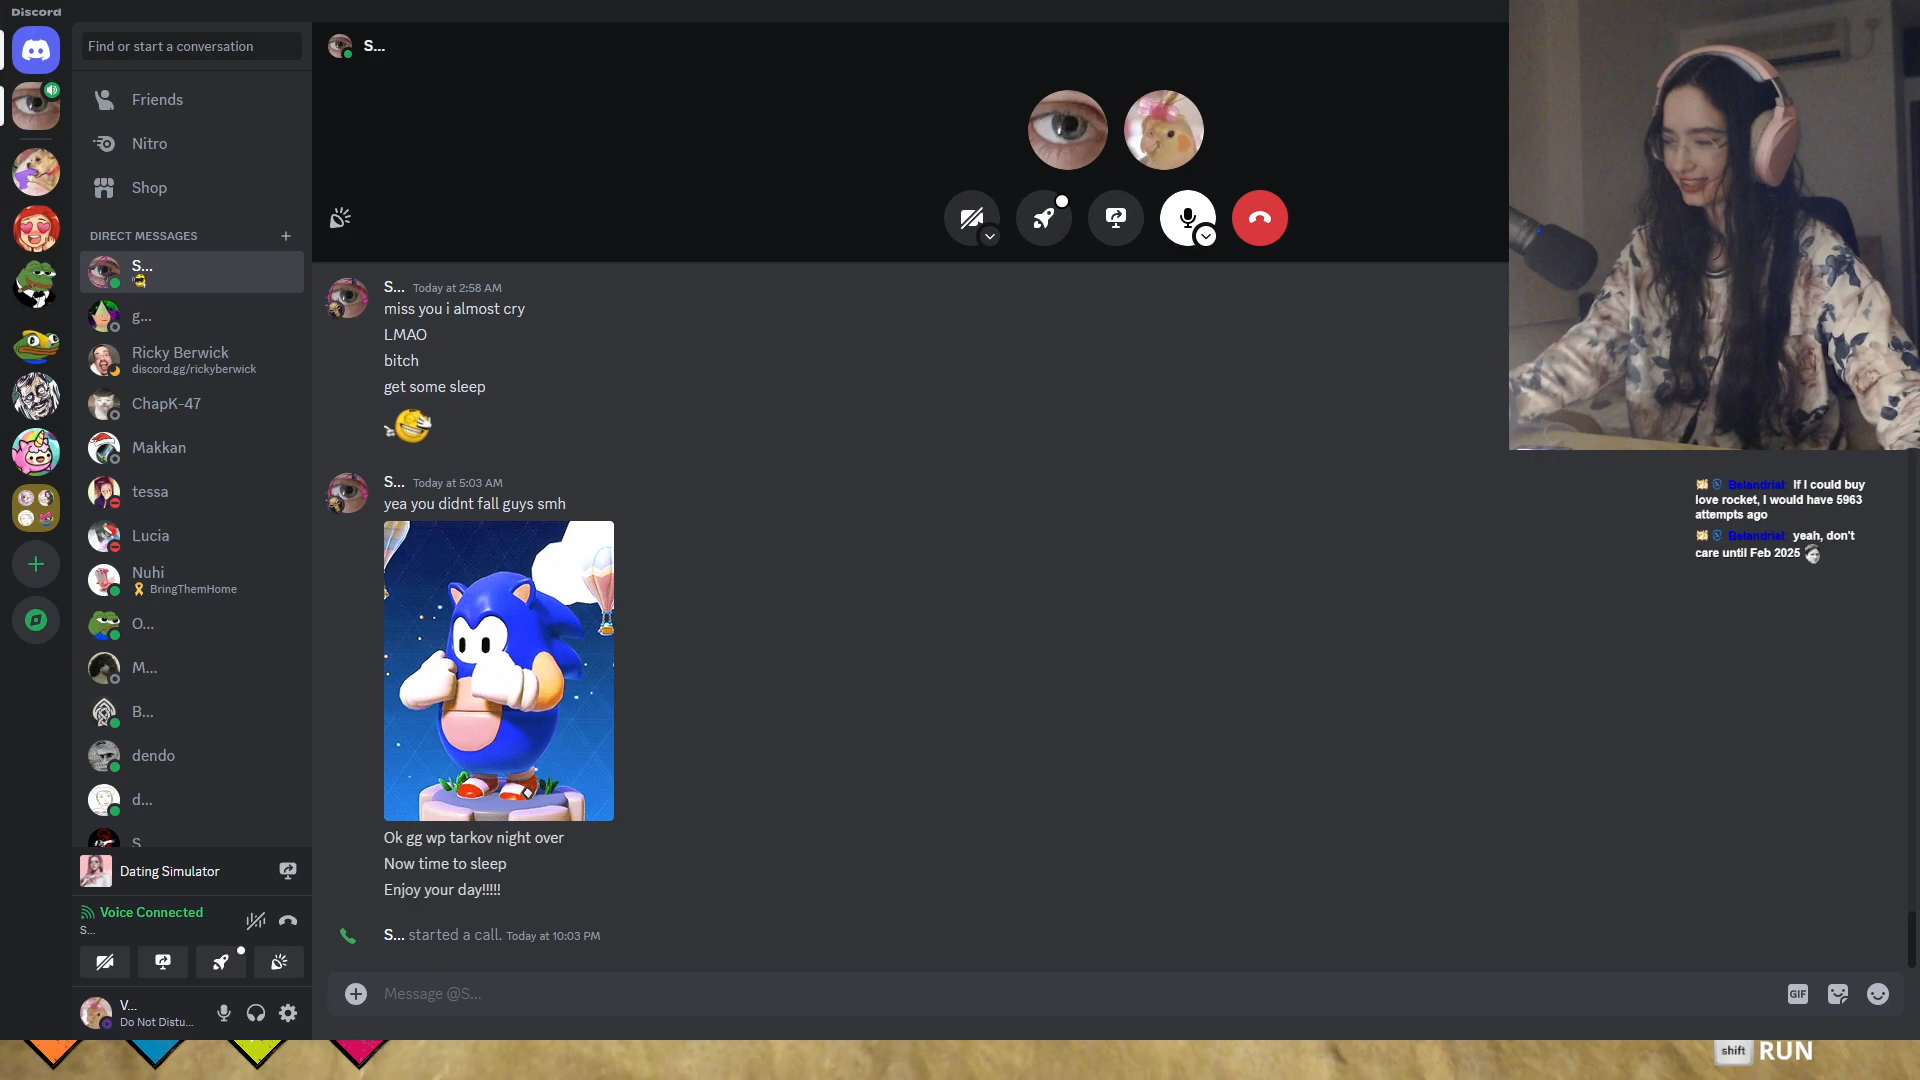 Discord
Find or start a conversation
Friends
Nitro
Shop
DIRECT MESSAGES
S...
g...
Ricky Berwick
discord.gg/rickyberwick
ChapK-47
Makkan
tessa
Lucia
Nuhi
BringThemHome
O...
M...
B...
dendo
d...
S
Dating Simulator
Voice Connected
S...
V...
Do Not Distu...
S...
S... Today at 2:58 AM
miss you i almost cry
LMAO
bitch
get some sleep
S... Today at 5:03 AM
yea you didnt fall guys smh
Ok gg wp tarkov night over
Now time to sleep
Enjoy your day!!!!!
S... started a call. Today at 10:03 PM
Message @S...
GIF
Belandrial: If I could buy
love rocket, I would have 5963
attempts ago
Belandrial: yeah, don't
care until Feb 2025
shift RUN